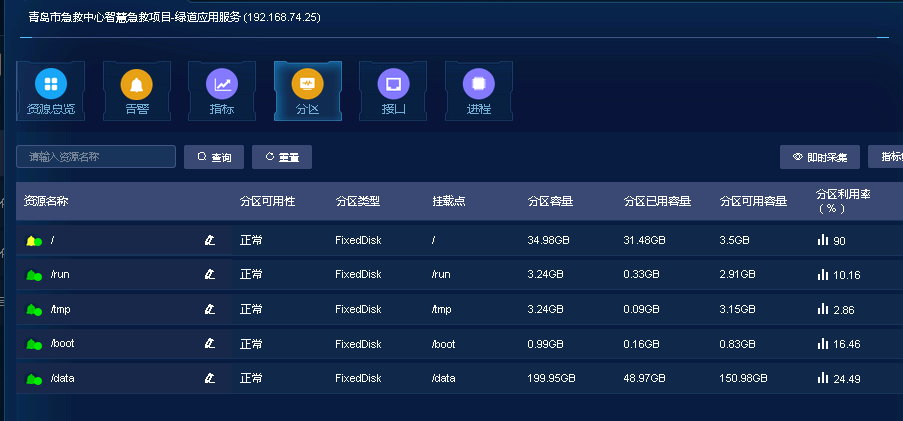 青岛市急救中心智慧急救项目-绿道应用服务 (192.168.74.25)
资源总览 告警 指标 分区 接口 进程
请输入资源名称 查询 重置 即时采集
资源名称 分区可用性 分区类型 挂载点 分区容量 分区已用容量 分区可用容量 分区利用率
(%)
/ 正常 FixedDisk / 34.98GB 31.48GB 3.5GB 90
/run 正常 FixedDisk /run 3.24GB 0.33GB 2.91GB 10.16
/tmp 正常 FixedDisk /tmp 3.24GB 0.09GB 3.15GB 2.86
/boot 正常 FixedDisk /boot 0.99GB 0.16GB 0.83GB 16.46
/data 正常 FixedDisk /data 199.95GB 48.97GB 150.98GB 24.49